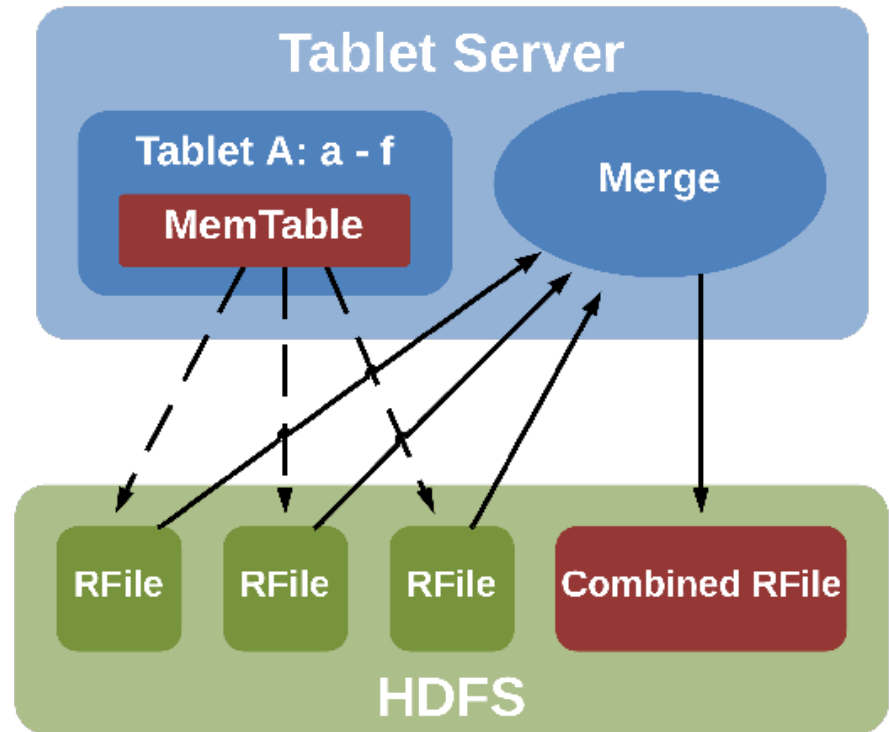 Tablet Server
Tablet A: a - f
Merge
MemTable
RFile
RFile
RFile
Combined RFile
HDFS